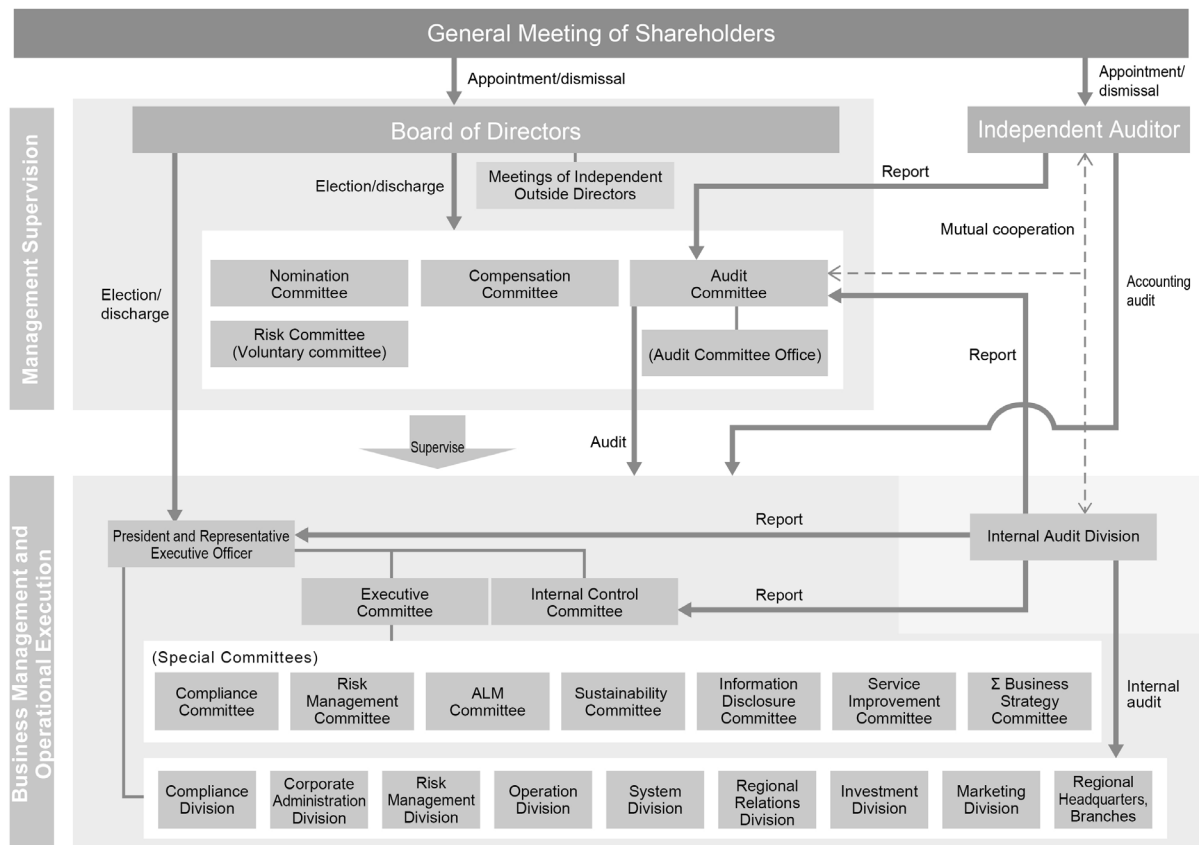 General Meeting of Shareholders
Appointment/dismissal
Appointment/
dismissal
Management Supervision
Board of Directors
Independent Auditor
Election/discharge
Meetings of Independent
Outside Directors
Report
Mutual cooperation
Nomination
Committee
Compensation
Committee
Audit
Committee
Election/
discharge
Accounting
audit
Risk Committee
(Voluntary committee)
(Audit Committee Office)
Report
Supervise
Audit
Business Management and
Operational Execution
President and Representative
Executive Officer
Report
Internal Audit Division
Executive
Committee
Internal Control
Committee
Report
(Special Committees)
Compliance
Committee
Risk
Management
Committee
ALM
Committee
Sustainability
Committee
Information
Disclosure
Committee
Service
Improvement
Committee
Σ Business
Strategy
Committee
Internal
audit
Compliance
Division
Corporate
Administration
Division
Risk
Management
Division
Operation
Division
System
Division
Regional
Relations
Division
Investment
Division
Marketing
Division
Regional
Headquarters,
Branches